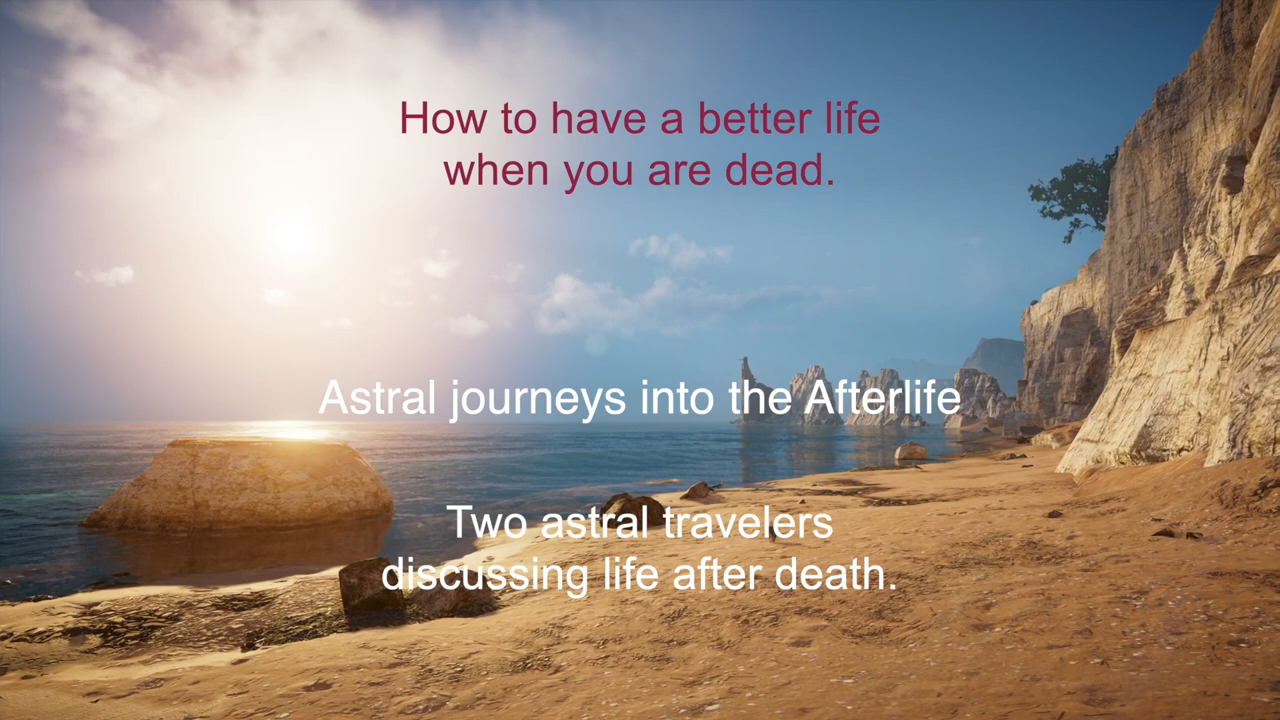 How to have a better life
when you are dead.
Astral journeys into the Afterlife
Two astral travelers
discussing life after death.